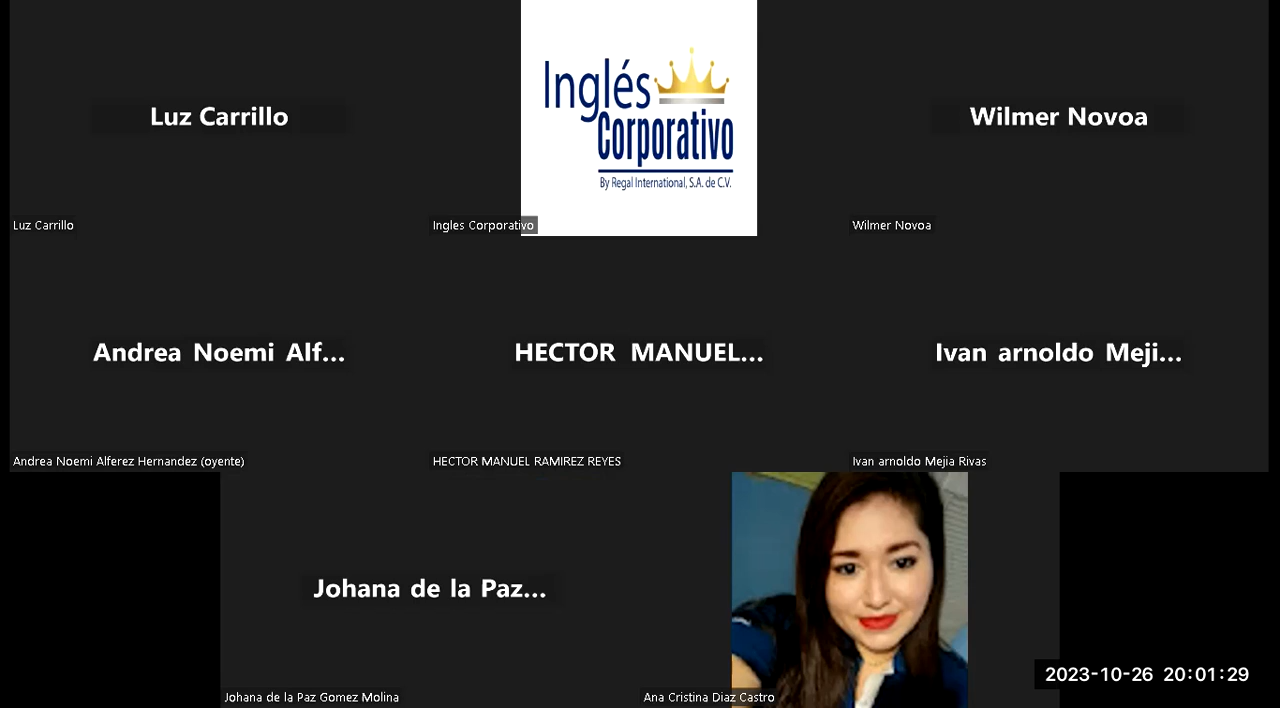 Luz Carrillo
Luz Carrillo
Inglés
Corporativo
By Regal International, S.A. de C.V.
Ingles Corporativo
Wilmer Novoa
Wilmer Novoa
Andrea Noemi Alf...
Andrea Noemi Alferez Hernandez (oyente)
HECTOR MANUEL...
HECTOR MANUEL RAMIREZ REYES
Ivan arnoldo Meji...
Ivan arnoldo Mejia Rivas
Johana de la Paz...
Johana de la Paz Gomez Molina
Ana Cristina Diaz Castro
2023-10-26 20:01:29